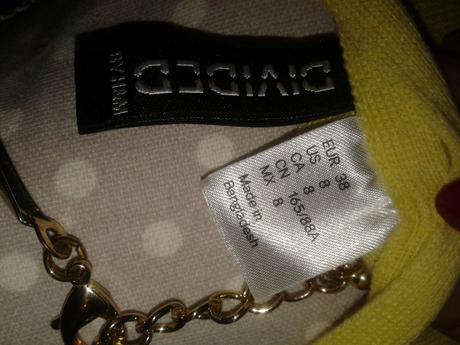 DIVIDED
BY H&M
EUR 38
US 8
CA 8
CN 165/88A
MX 8
Made in
Bangladesh